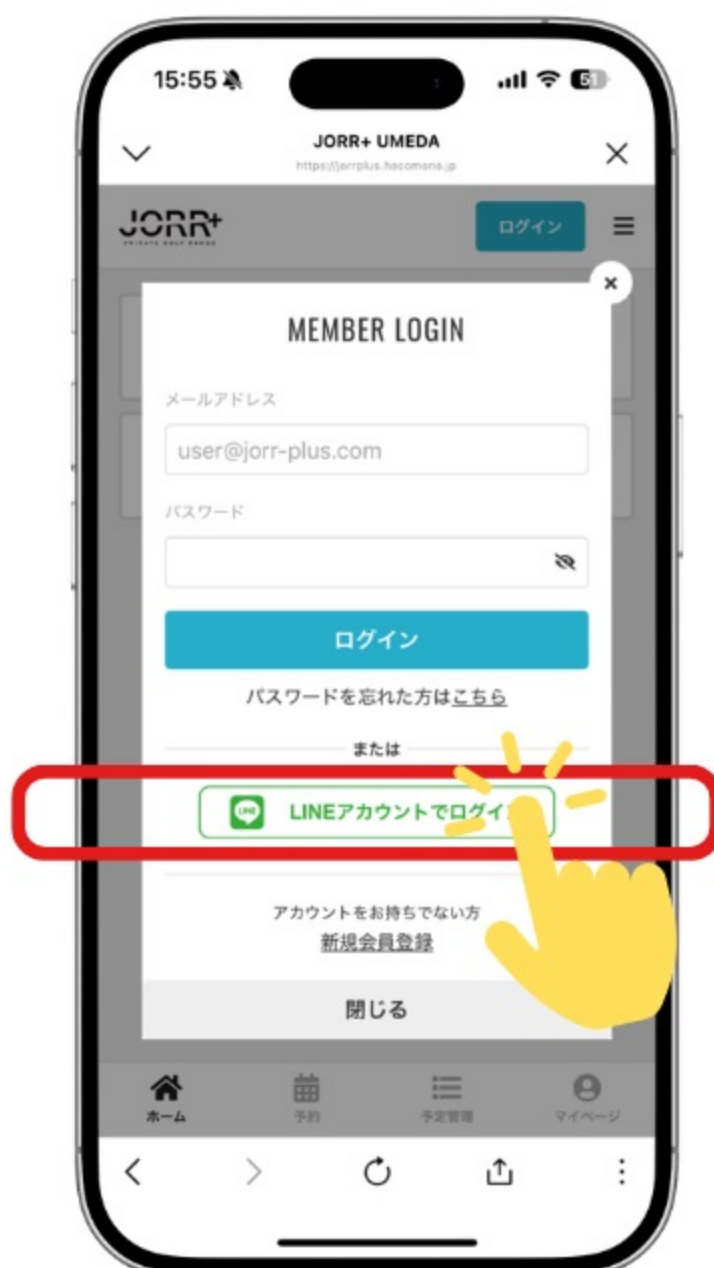 15:55
51
JORR+ UMEDA
https://jorrplus.hacomono.jp
JORR+
PRIVATE GOLF RANGE
ログイン
MEMBER LOGIN
メールアドレス
user@jorr-plus.com
パスワード
ログイン
パスワードを忘れた方はこちら
または
LINE
LINEアカウントでログイ
アカウントをお持ちでない方
新規会員登録
閉じる
ホーム
予約
予定管理
マイページ